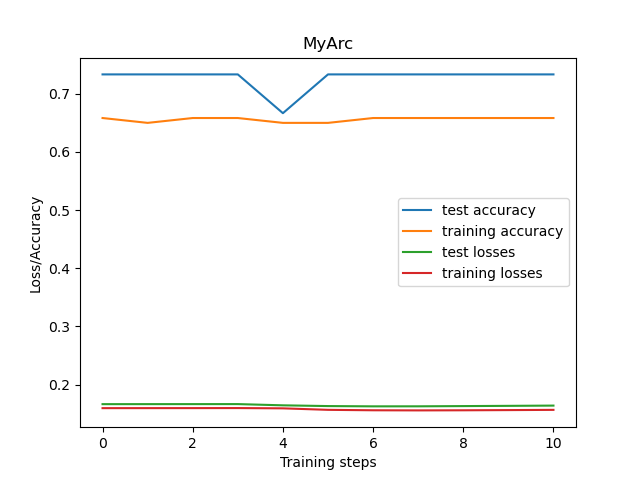 MyArc
Loss/Accuracy
0.7
0.6
0.5
0.4
0.3
0.2
test accuracy
training accuracy
test losses
training losses
0 2 4 6 8 10
Training steps